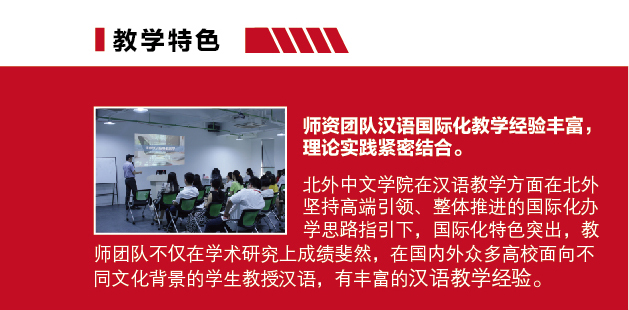 教学特色
师资团队汉语国际化教学经验丰富，
理论实践紧密结合。
北外中文学院在汉语教学方面在北外
坚持高端引领、整体推进的国际化办
学思路指引下，国际化特色突出，教
师团队不仅在学术研究上成绩斐然，在国内外众多高校面向不
同文化背景的学生教授汉语，有丰富的汉语教学经验。